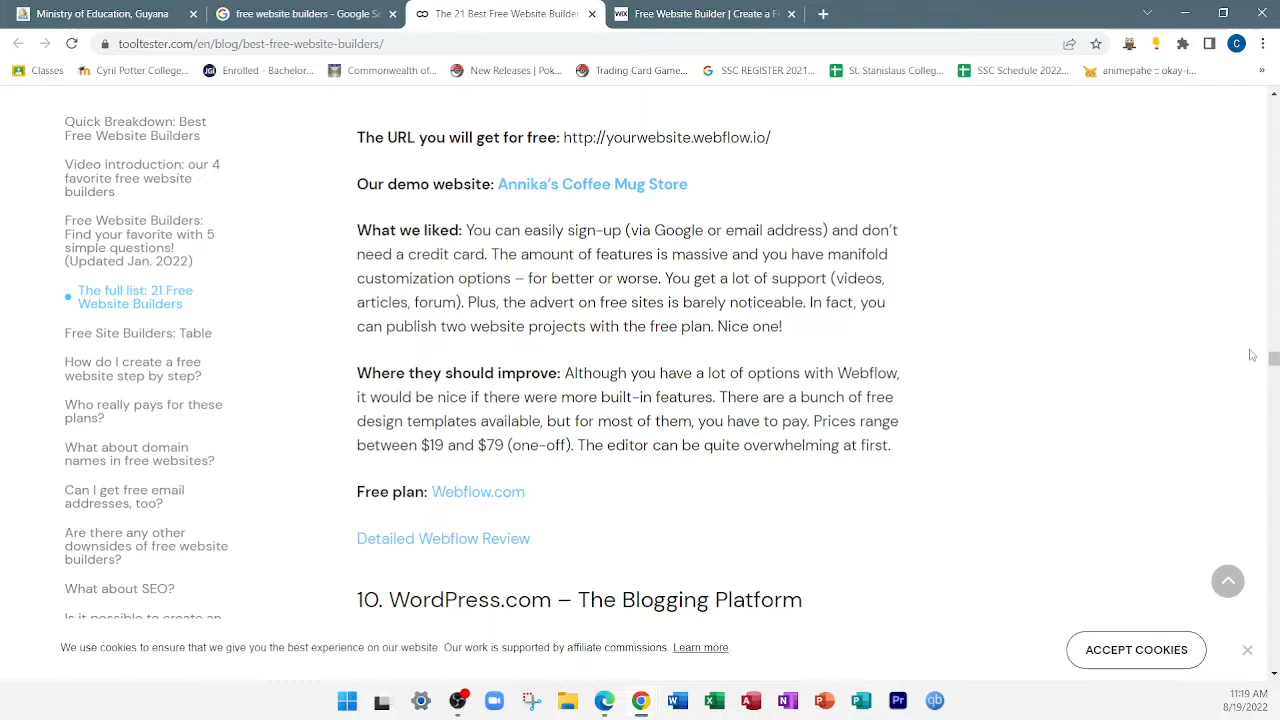 Ministry of Education, Guyana
free website builders - Google Se
The 21 Best Free Website Builder
WIX
Free Website Builder | Create a F
tooltester.com/en/blog/best-free-website-builders/
C
Classes
Cyril Potter College...
JGI
Enrolled - Bachelor...
Commonwealth of...
New Releases | Pok...
Trading Card Game...
SSC REGISTER 2021...
St. Stanislaus Colleg...
SSC Schedule 2022...
animepahe :: okay-i...
»
Quick Breakdown: Best
Free Website Builders
Video introduction: our 4
favorite free website
builders
Free Website Builders:
Find your favorite with 5
simple questions!
(Updated Jan. 2022)
The full list: 21 Free
Website Builders
Free Site Builders: Table
How do I create a free
website step by step?
Who really pays for these
plans?
What about domain
names in free websites?
Can I get free email
addresses, too?
Are there any other
downsides of free website
builders?
What about SEO?
Is it possible to create an
The URL you will get for free: http://yourwebsite.webflow.io/
Our demo website: Annika's Coffee Mug Store
What we liked: You can easily sign-up (via Google or email address) and don't
need a credit card. The amount of features is massive and you have manifold
customization options – for better or worse. You get a lot of support (videos,
articles, forum). Plus, the advert on free sites is barely noticeable. In fact, you
can publish two website projects with the free plan. Nice one!
Where they should improve: Although you have a lot of options with Webflow,
it would be nice if there were more built-in features. There are a bunch of free
design templates available, but for most of them, you have to pay. Prices range
between $19 and $79 (one-off). The editor can be quite overwhelming at first.
Free plan: Webflow.com
Detailed Webflow Review
10. WordPress.com – The Blogging Platform
We use cookies to ensure that we give you the best experience on our website. Our work is supported by affiliate commissions. Learn more
ACCEPT COOKIES
11:19 AM
8/19/2022